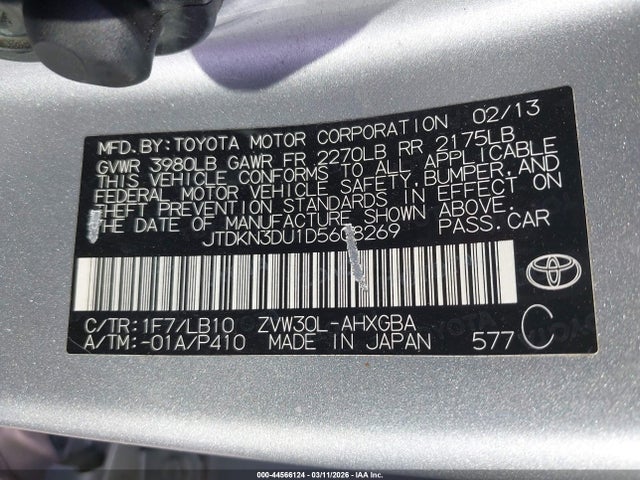 MFD.BY:TOYOTA MOTOR CORPORATION 02/13
GVWR 3980LB GAWR FR 2270LB RR 2175LB
THIS VEHICLE CONFORMS TO ALL APPLICABLE
FEDERAL MOTOR VEHICLE SAFETY,BUMPER,AND
THEFT PREVENTION STANDARDS IN EFFECT ON
THE DATE OF MANUFACTURE SHOWN ABOVE.
PASS.CAR
C/TR:1F7/LB10 ZVW30L-AHXGBA
A/TM:-01A/P410 MADE IN JAPAN 577 C
000-44566124 - 03/11/2026 - IAA Inc.